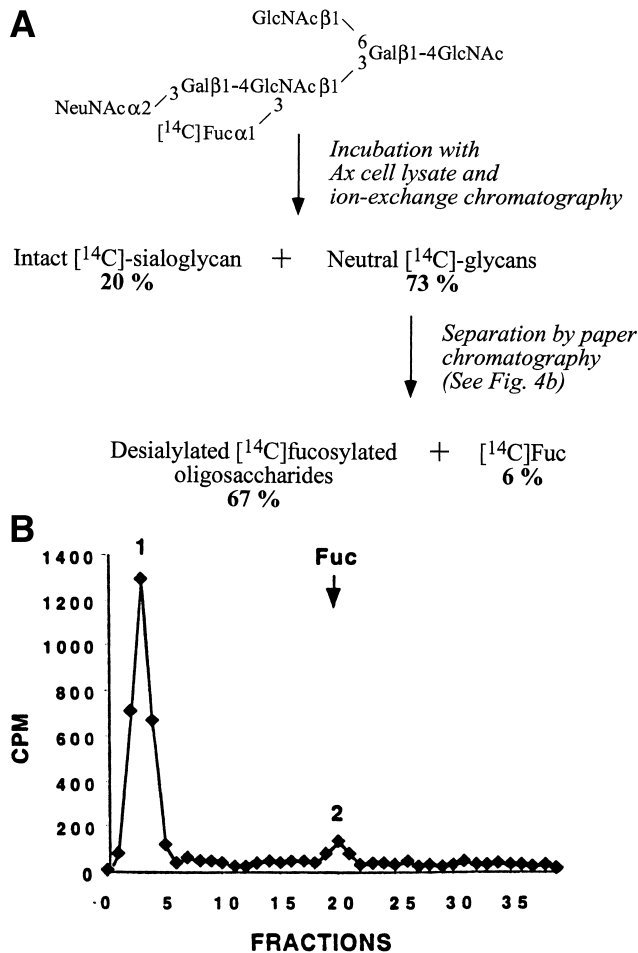 A
GlcNAcβ1
6
3 Galβ1-4GlcNAc
3 Galβ1-4GlcNAcβ1
NeuNAcα2
3
[14C]Fucα1
Incubation with
Ax cell lysate and
ion-exchange chromatography
Intact [14C]-sialoglycan + Neutral [14C]-glycans
20 % 73 %
Separation by paper
chromatography
(See Fig. 4b)
Desialylated [14C]fucosylated + [14C]Fuc
oligosaccharides 6 %
67 %
B
1400
1200
1000
800
600
400
200
0
CPM
1
Fuc
2
0 5 10 15 20 25 30 35
FRACTIONS